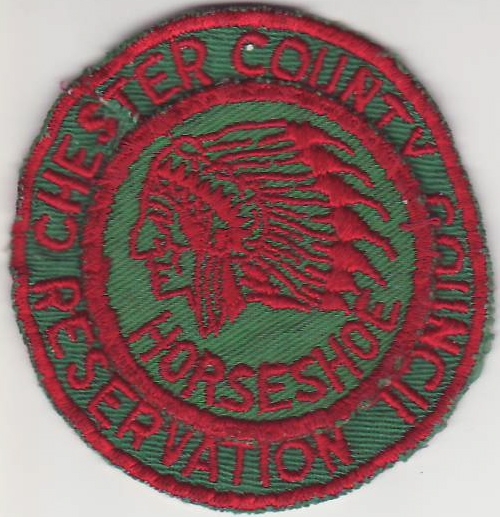 CHESTER COUNTY COUNCIL
HORSESHOE
RESERVATION